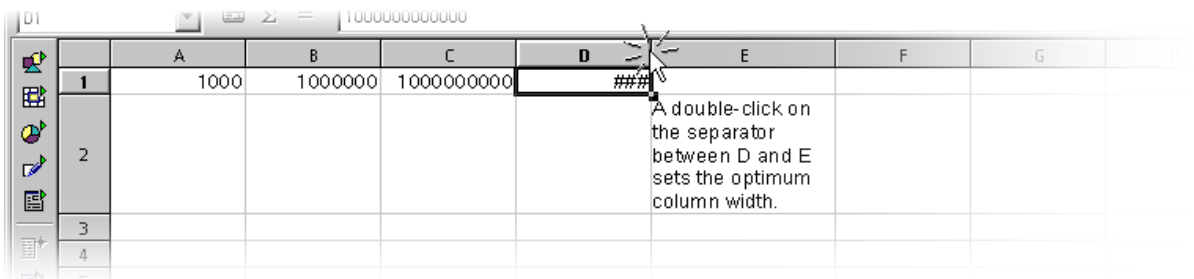 D1 1000000000000
A B C D E F G
1 1000 1000000 1000000000 ###
2 A double-click on
the separator
between D and E
sets the optimum
column width.
3
4